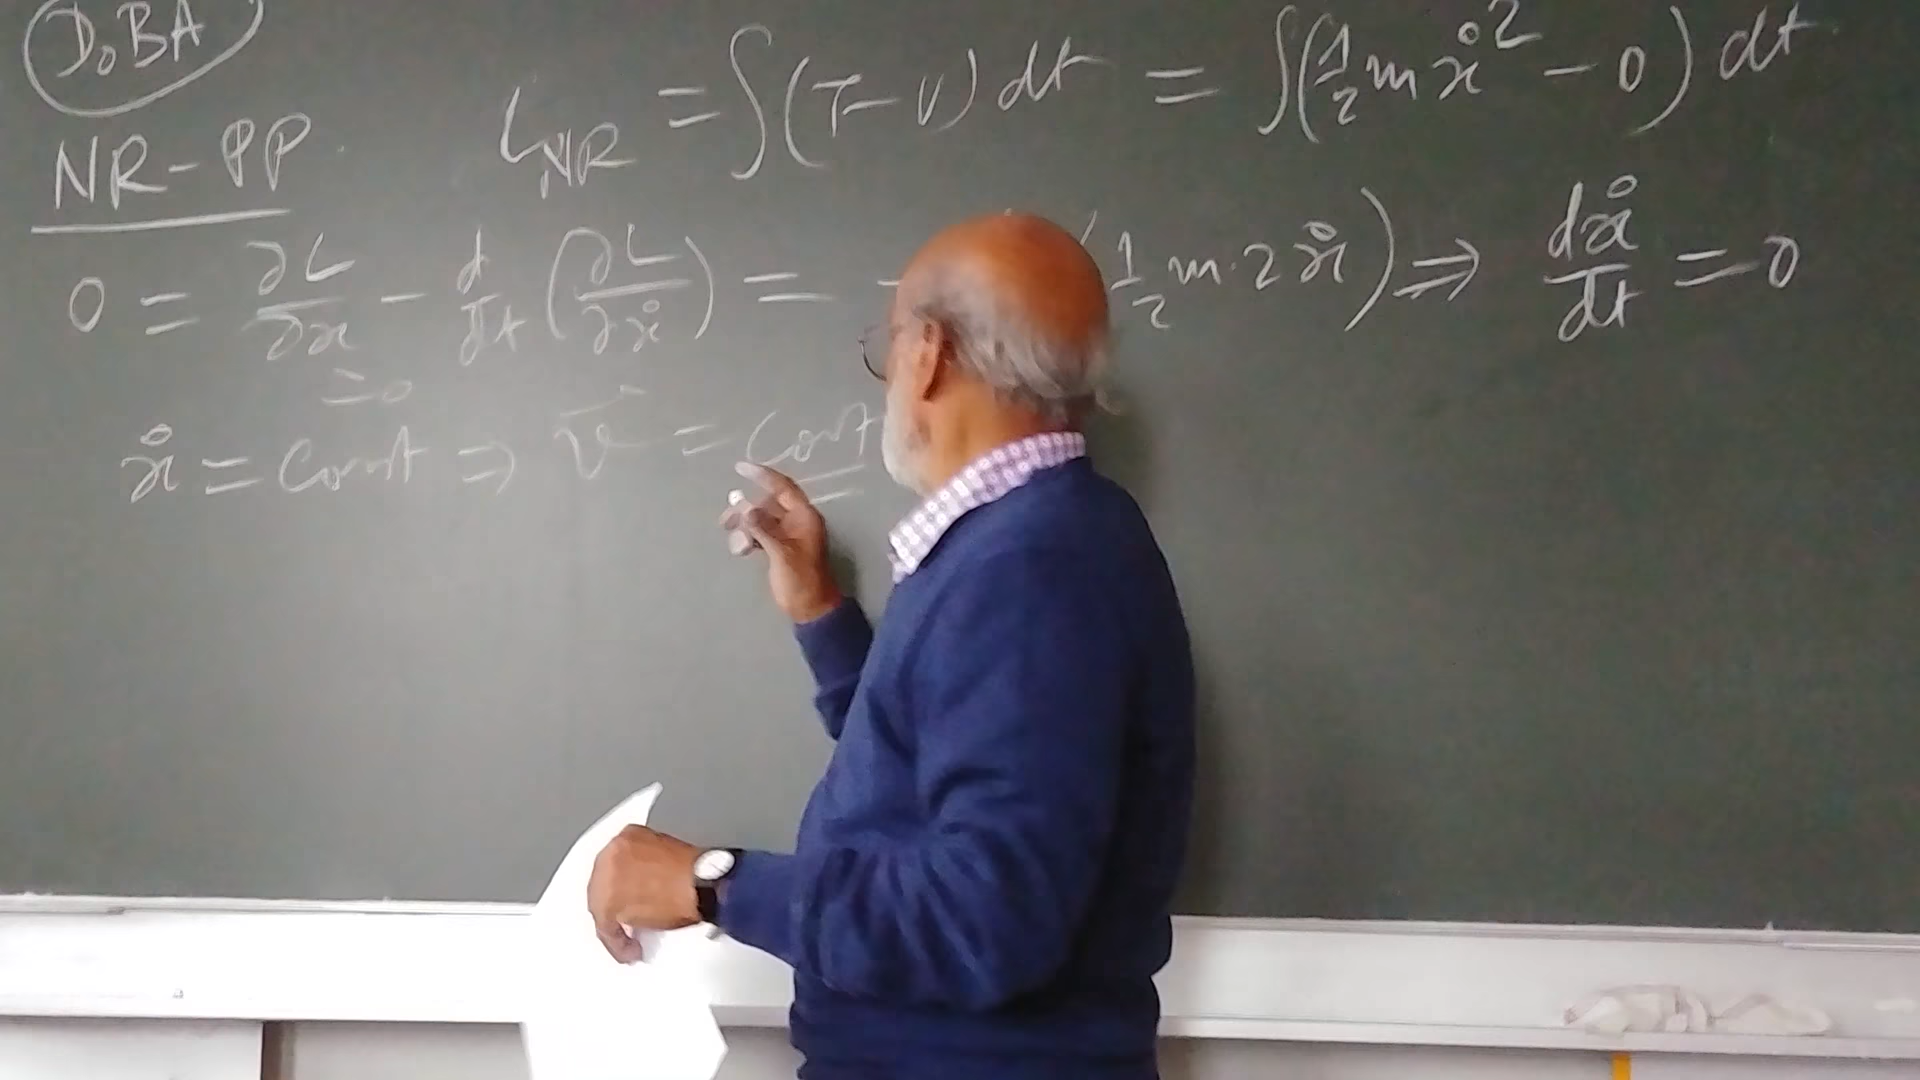 D₀BA
NR-PP. L_NR = ∫(T-V)dt = ∫(1/2 mẋ² - 0) dt.
0 = ∂L/∂x - d/dt (∂L/∂ẋ) = - (1/2 m·2ẋ) ⇒ dẋ/dt = 0
= 0
ẋ = Const ⇒ v⃗ = Const